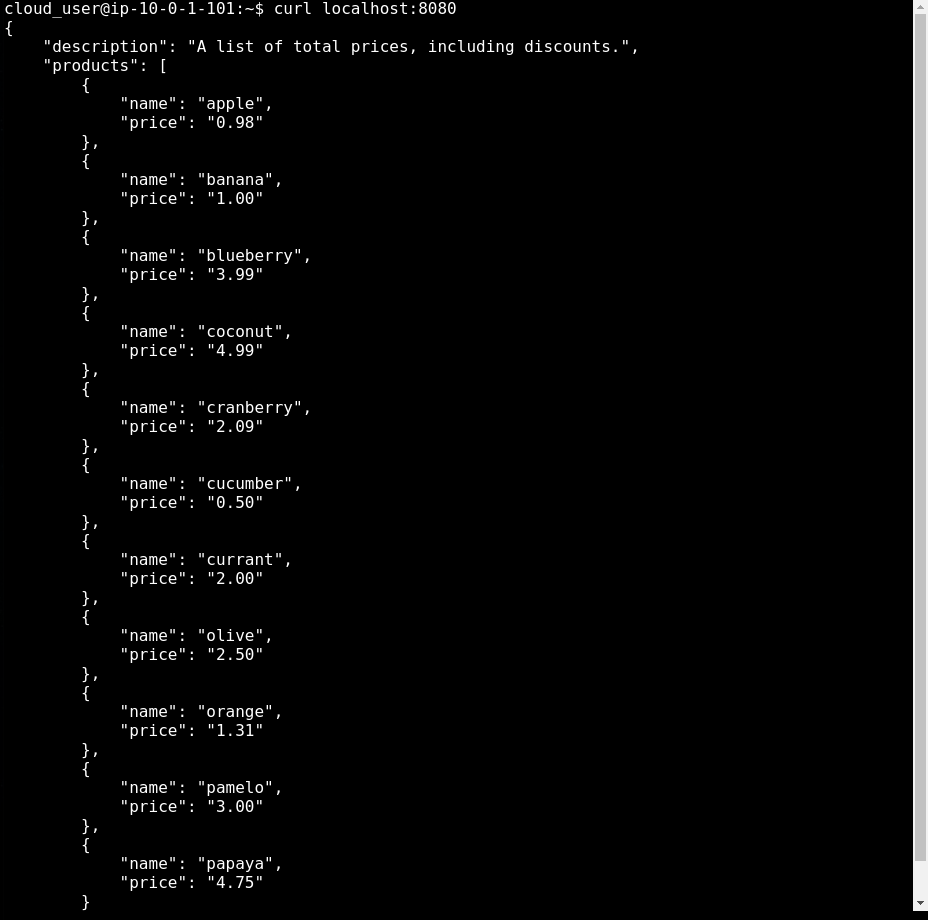 cloud_user@ip-10-0-1-101:~$ curl localhost:8080
{
    "description": "A list of total prices, including discounts.",
    "products": [
        {
            "name": "apple",
            "price": "0.98"
        },
        {
            "name": "banana",
            "price": "1.00"
        },
        {
            "name": "blueberry",
            "price": "3.99"
        },
        {
            "name": "coconut",
            "price": "4.99"
        },
        {
            "name": "cranberry",
            "price": "2.09"
        },
        {
            "name": "cucumber",
            "price": "0.50"
        },
        {
            "name": "currant",
            "price": "2.00"
        },
        {
            "name": "olive",
            "price": "2.50"
        },
        {
            "name": "orange",
            "price": "1.31"
        },
        {
            "name": "pamelo",
            "price": "3.00"
        },
        {
            "name": "papaya",
            "price": "4.75"
        }